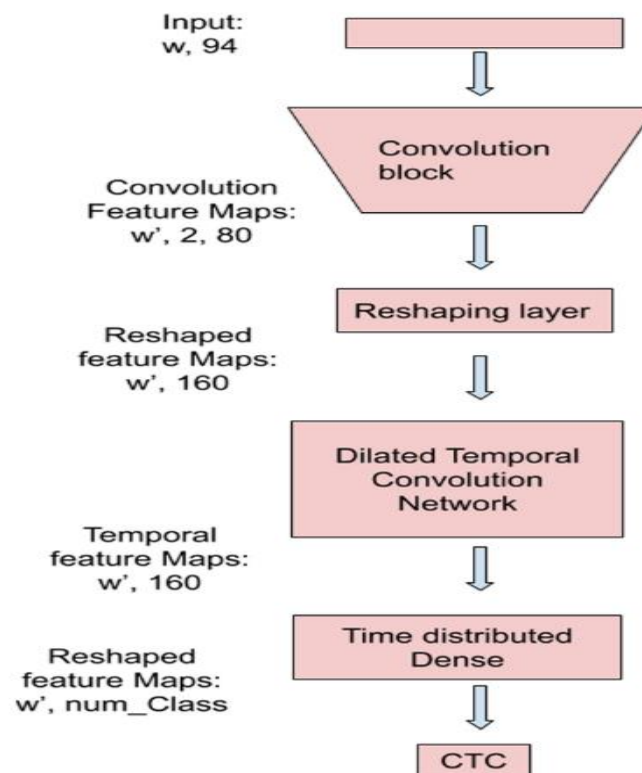 Input:
w, 94
Convolution
block
Convolution
Feature Maps:
w’, 2, 80
Reshaping layer
Reshaped
feature Maps:
w’, 160
Dilated Temporal
Convolution
Network
Temporal
feature Maps:
w’, 160
Time distributed
Dense
Reshaped
feature Maps:
w’, num_Class
CTC